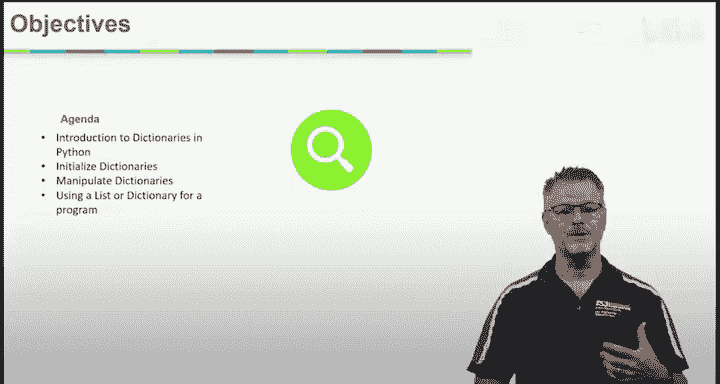 Objectives
Agenda
• Introduction to Dictionaries in
Python
• Initialize Dictionaries
• Manipulate Dictionaries
• Using a List or Dictionary for a
program